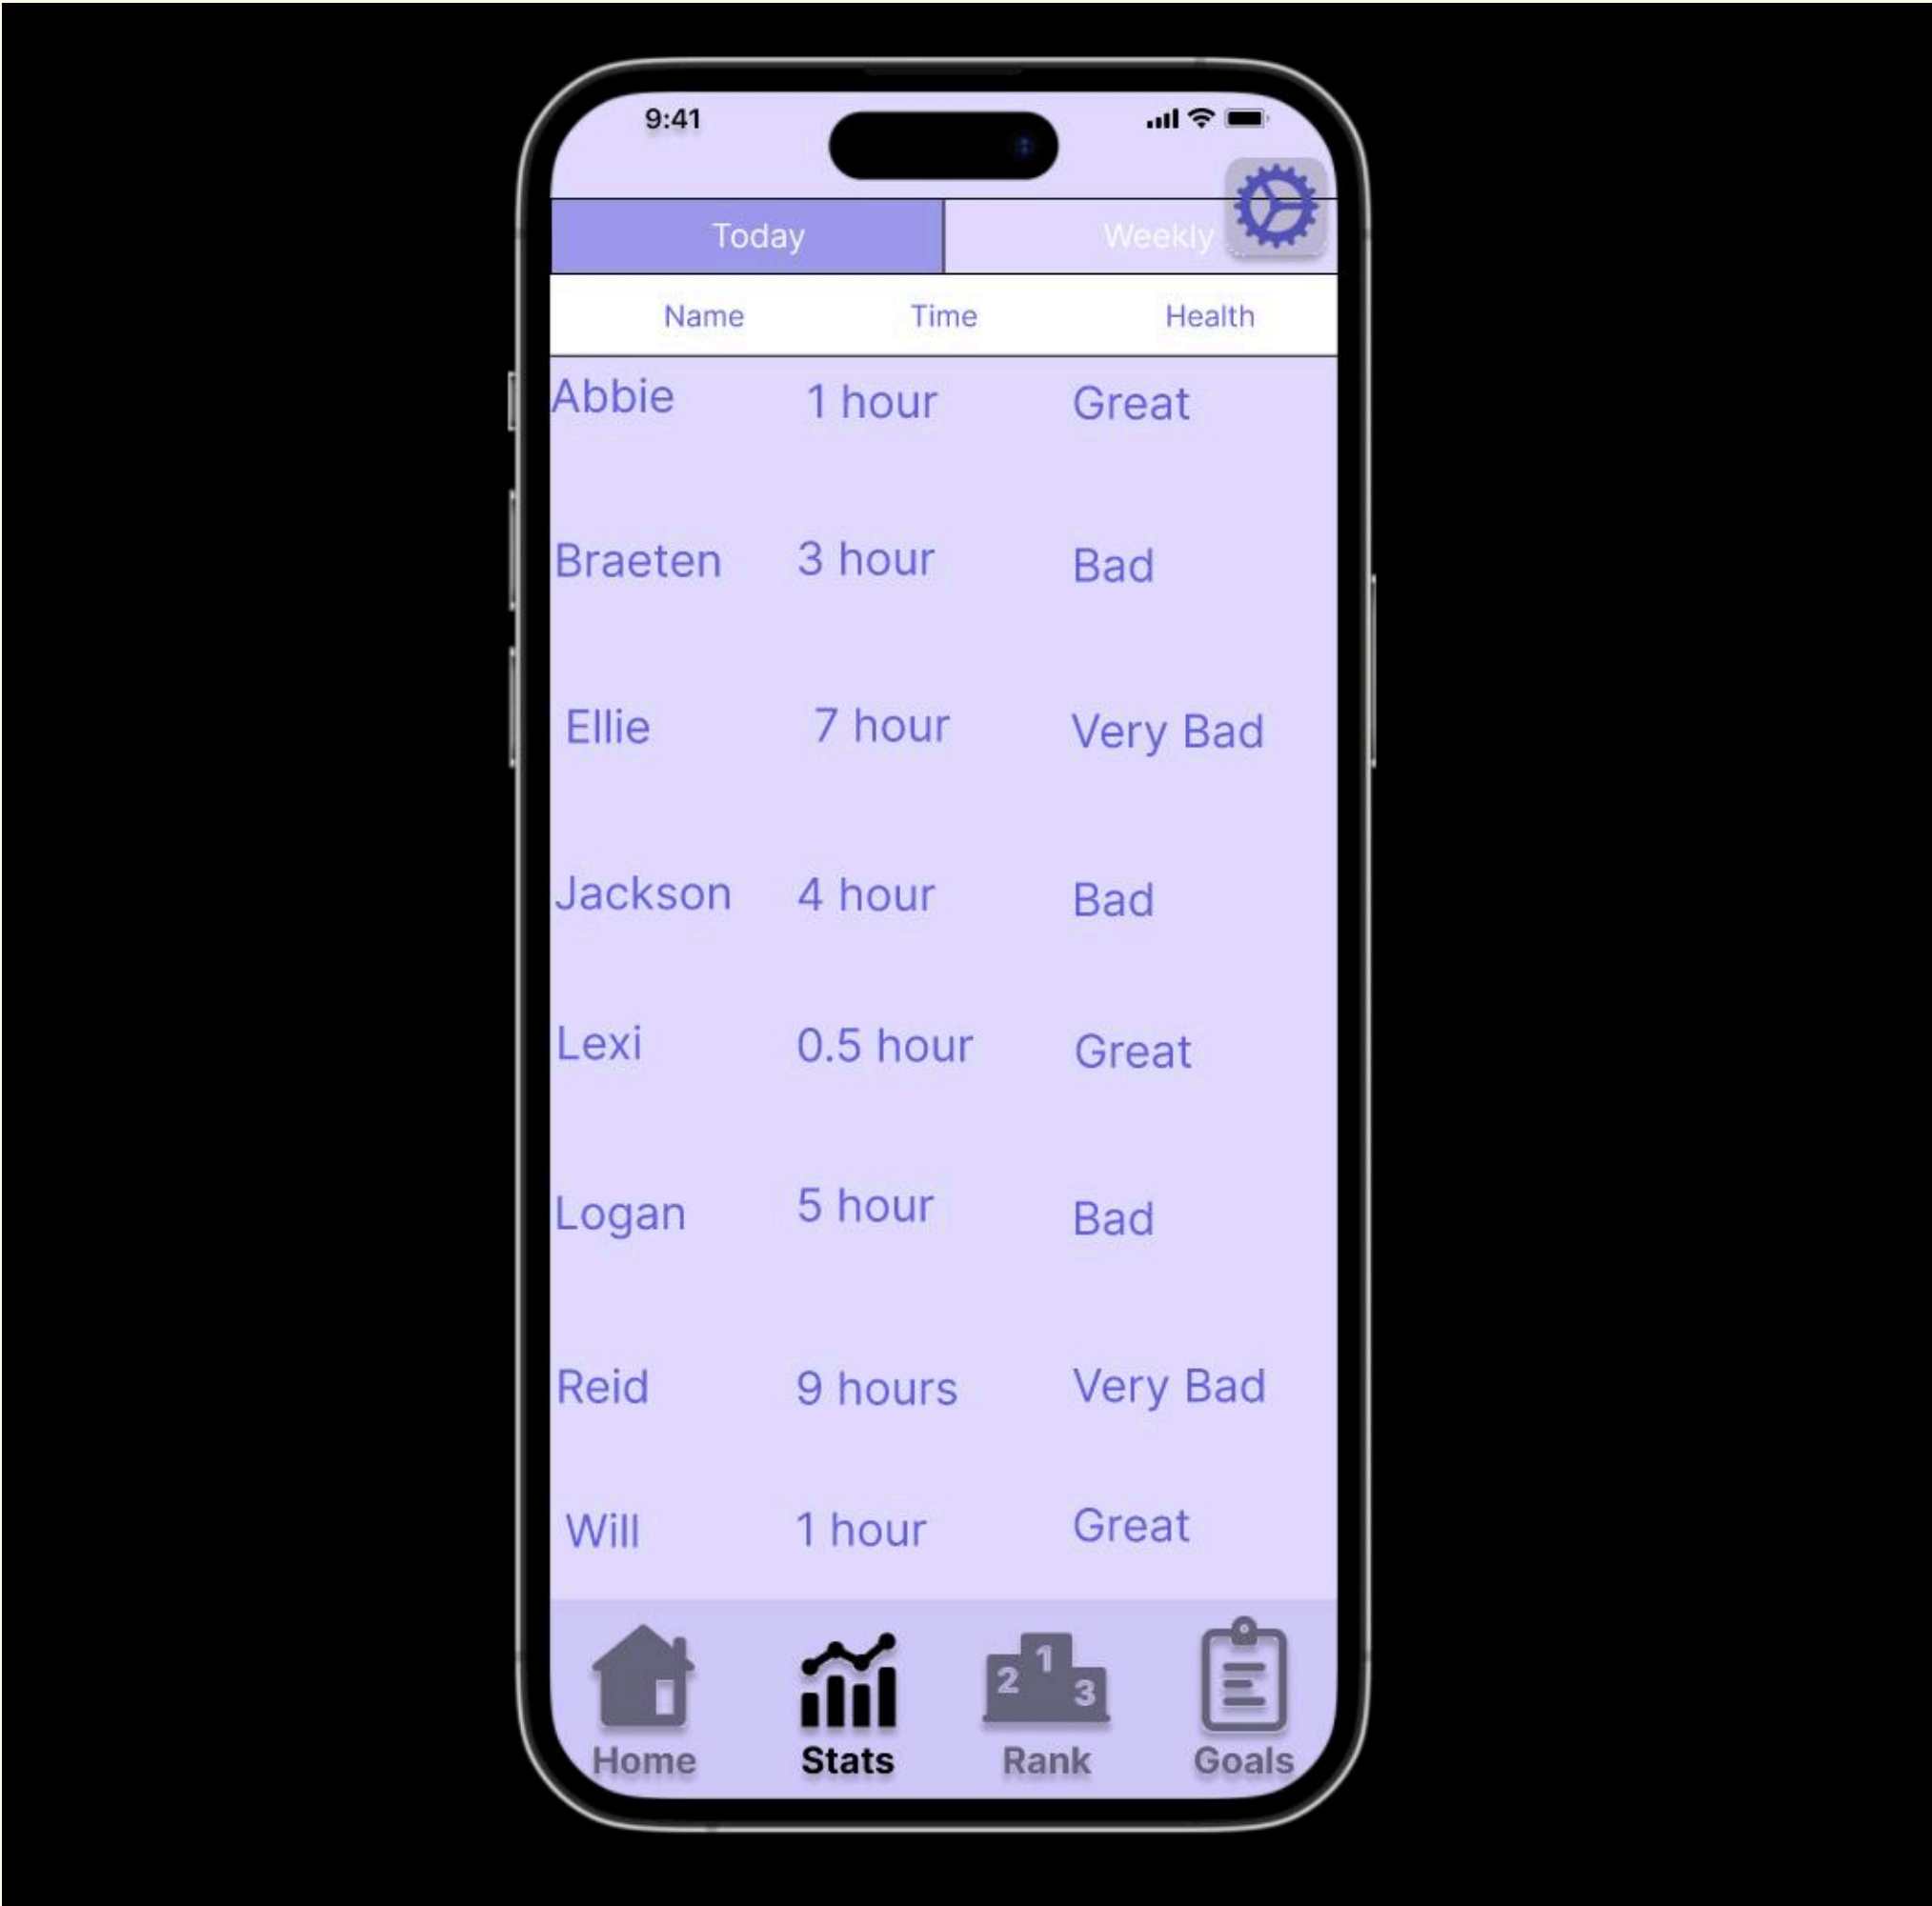 9:41
Today Weekly
Name Time Health
Abbie 1 hour Great
Braeten 3 hour Bad
Ellie 7 hour Very Bad
Jackson 4 hour Bad
Lexi 0.5 hour Great
Logan 5 hour Bad
Reid 9 hours Very Bad
Will 1 hour Great
2 1 3
Home Stats Rank Goals